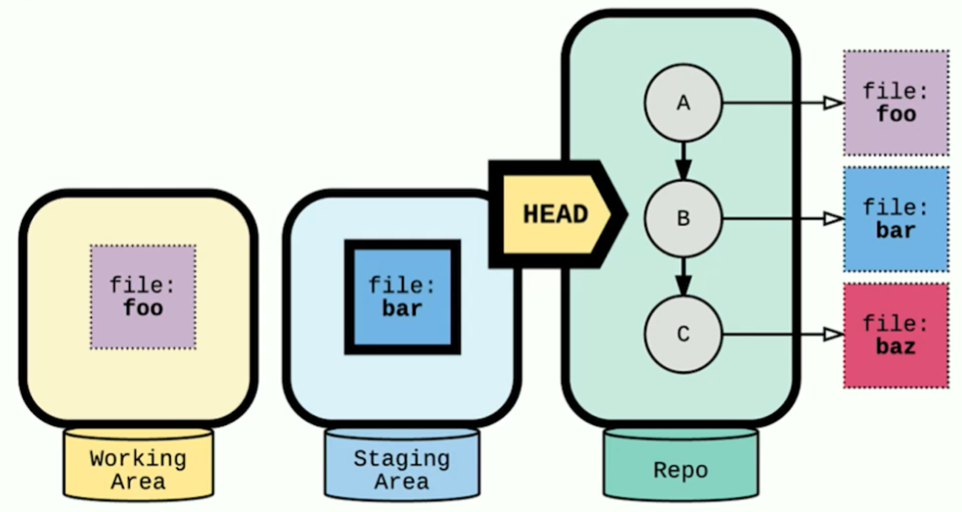 A
file:
foo
HEAD
B
file:
bar
file:
foo
file:
bar
C
file:
baz
Working
Area
Staging
Area
Repo